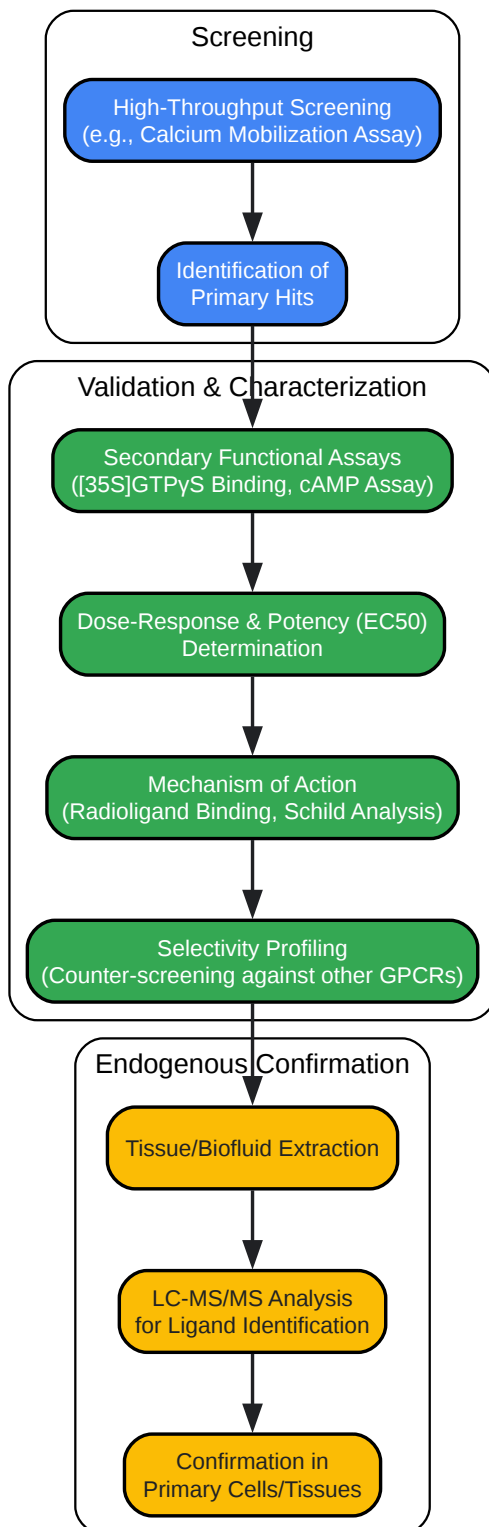 Screening
High-Throughput Screening
(e.g., Calcium Mobilization Assay)
Identification of
Primary Hits
Validation & Characterization
Secondary Functional Assays
([35S]GTPγS Binding, cAMP Assay)
Dose-Response & Potency (EC50)
Determination
Mechanism of Action
(Radioligand Binding, Schild Analysis)
Selectivity Profiling
(Counter-screening against other GPCRs)
Endogenous Confirmation
Tissue/Biofluid Extraction
LC-MS/MS Analysis
for Ligand Identification
Confirmation in
Primary Cells/Tissues